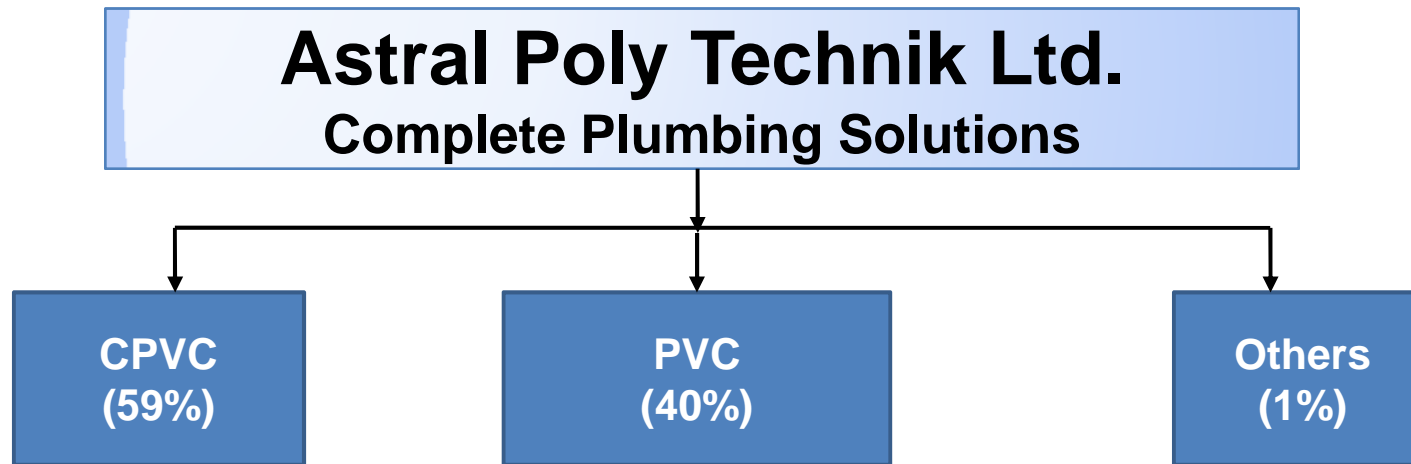 Astral Poly Technik Ltd.
Complete Plumbing Solutions
CPVC
(59%)
PVC
(40%)
Others
(1%)